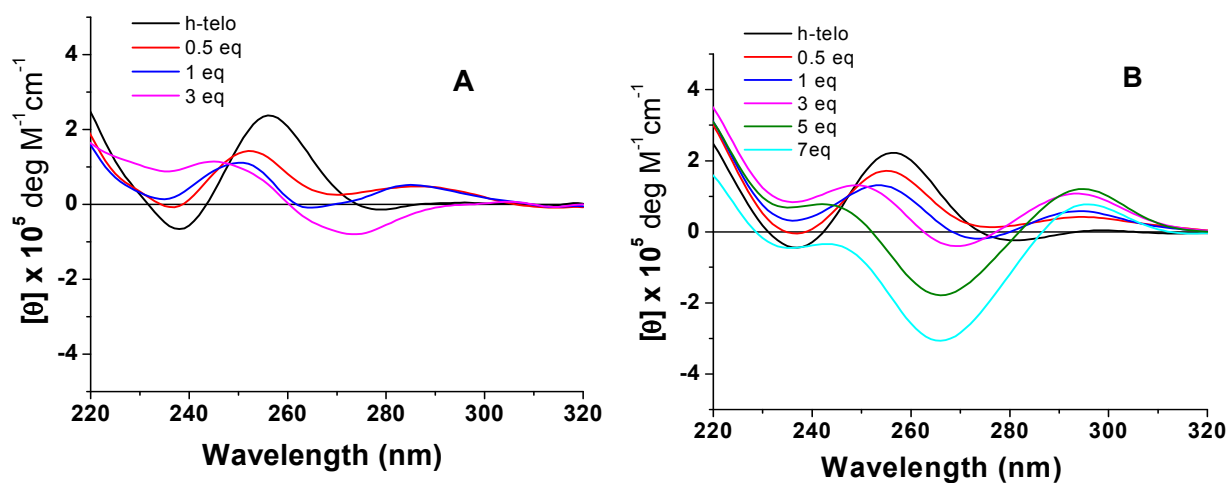 h-telo
0.5 eq
1 eq
3 eq
A
4
2
0
-2
-4
[θ] x 10⁵ deg M⁻¹cm⁻¹
220 240 260 280 300 320
Wavelength (nm)
h-telo
0.5 eq
1 eq
3 eq
5 eq
7eq
B
4
2
0
-2
-4
[θ] x 10⁵ deg M⁻¹cm⁻¹
220 240 260 280 300 320
Wavelength (nm)